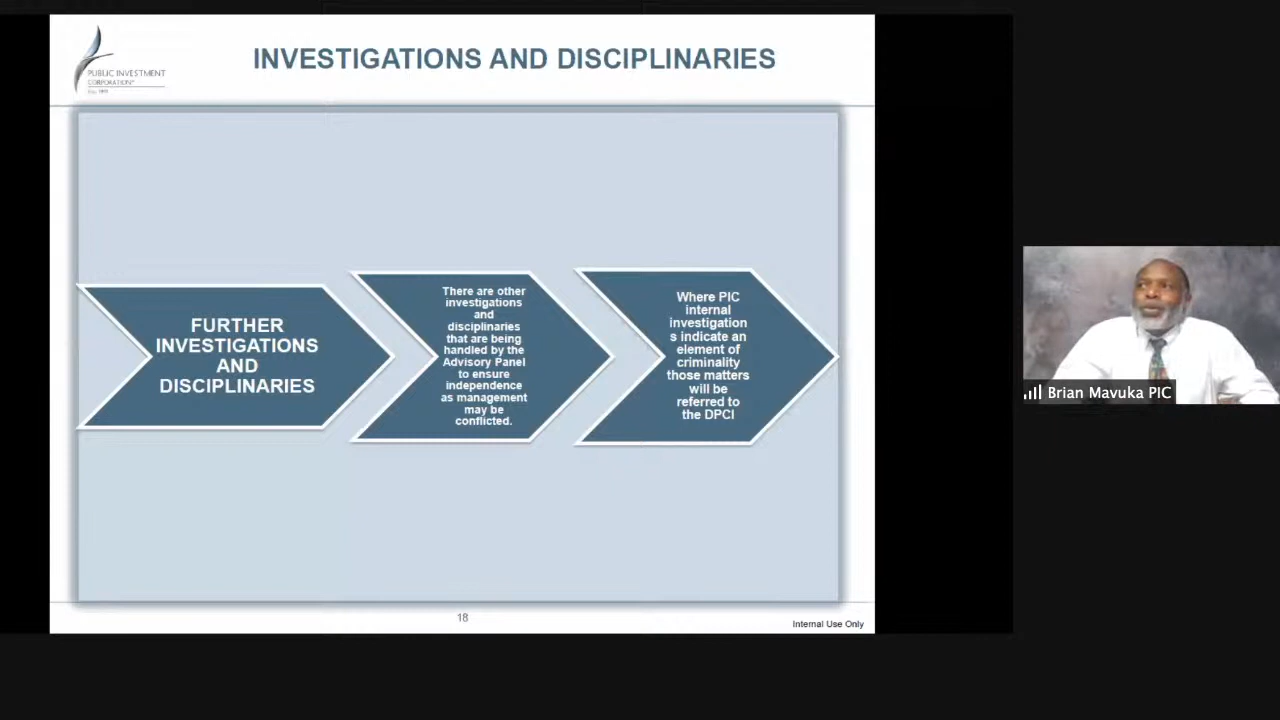 PUBLIC INVESTMENT
CORPORATION
INVESTIGATIONS AND DISCIPLINARIES
FURTHER
INVESTIGATIONS
AND
DISCIPLINARIES
There are other
investigations
and
disciplinaries
that are being
handled by the
Advisory Panel
to ensure
independence
as management
may be
conflicted.
Where PIC
internal
investigation
s indicate an
element of
criminality
those matters
will be
referred to
the DPCI
18
Internal Use Only
Brian Mavuka PIC